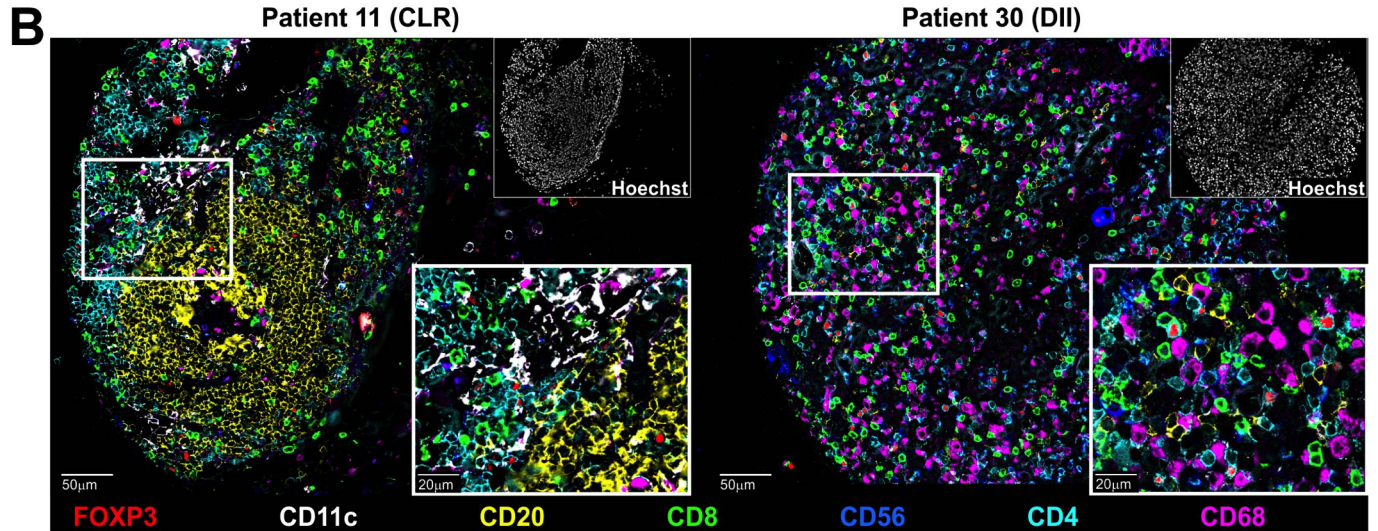 B
Patient 11 (CLR)
Patient 30 (DII)
Hoechst
Hoechst
50μm
20μm
50μm
20μm
FOXP3 CD11c CD20 CD8 CD56 CD4 CD68